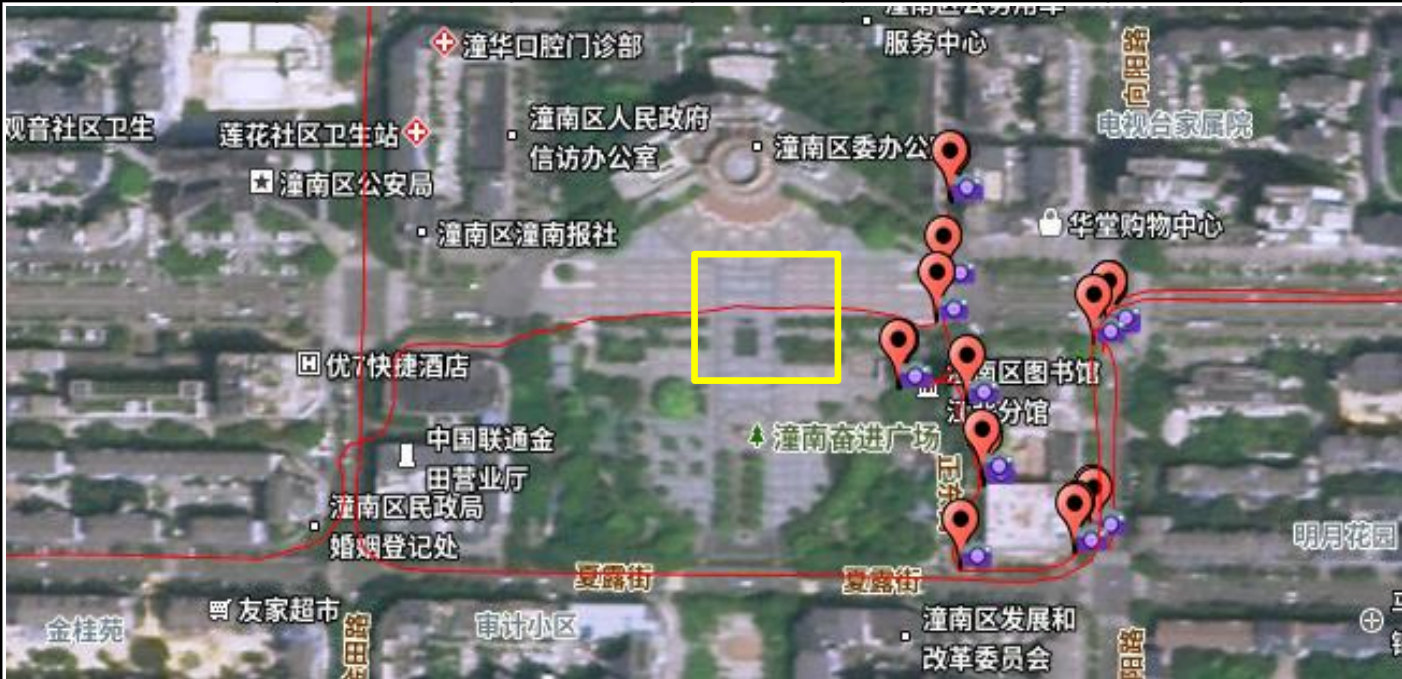 服务中心
潼华口腔门诊部
向阳路
潼南区人民政府
信访办公室
电视台家属院
观音社区卫生
莲花社区卫生站
潼南区委办公
潼南区公安局
华堂购物中心
潼南区潼南报社
优7快捷酒店
南区图书馆
分馆
潼南奋进广场
中国联通金
田营业厅
潼南区民政局
婚姻登记处
明月花园
夏露街
夏露街
友家超市
金桂苑
审计小区
潼南区发展和
改革委员会